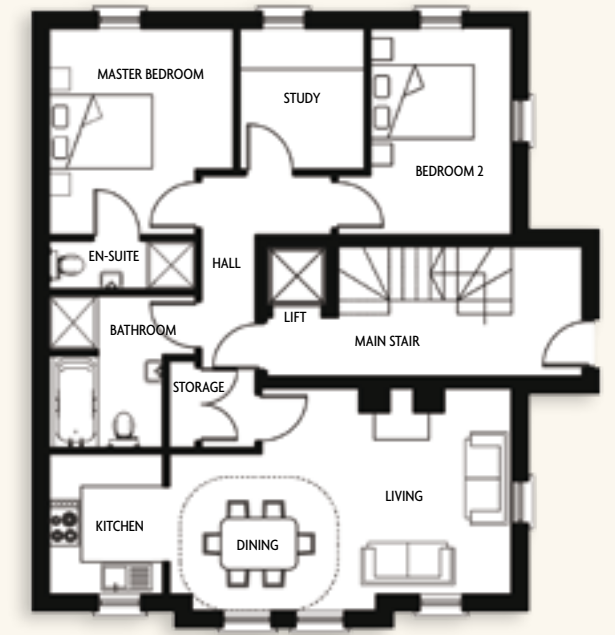 MASTER BEDROOM
STUDY
BEDROOM 2
EN-SUITE
HALL
LIFT
BATHROOM
MAIN STAIR
STORAGE
LIVING
KITCHEN
DINING